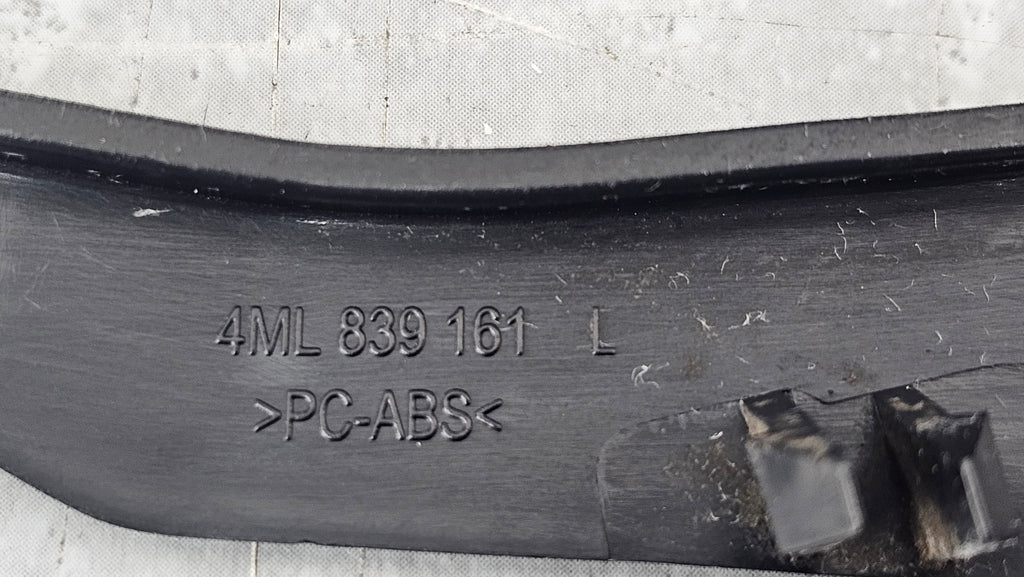 4ML 839 161 L
>PC-ABS<